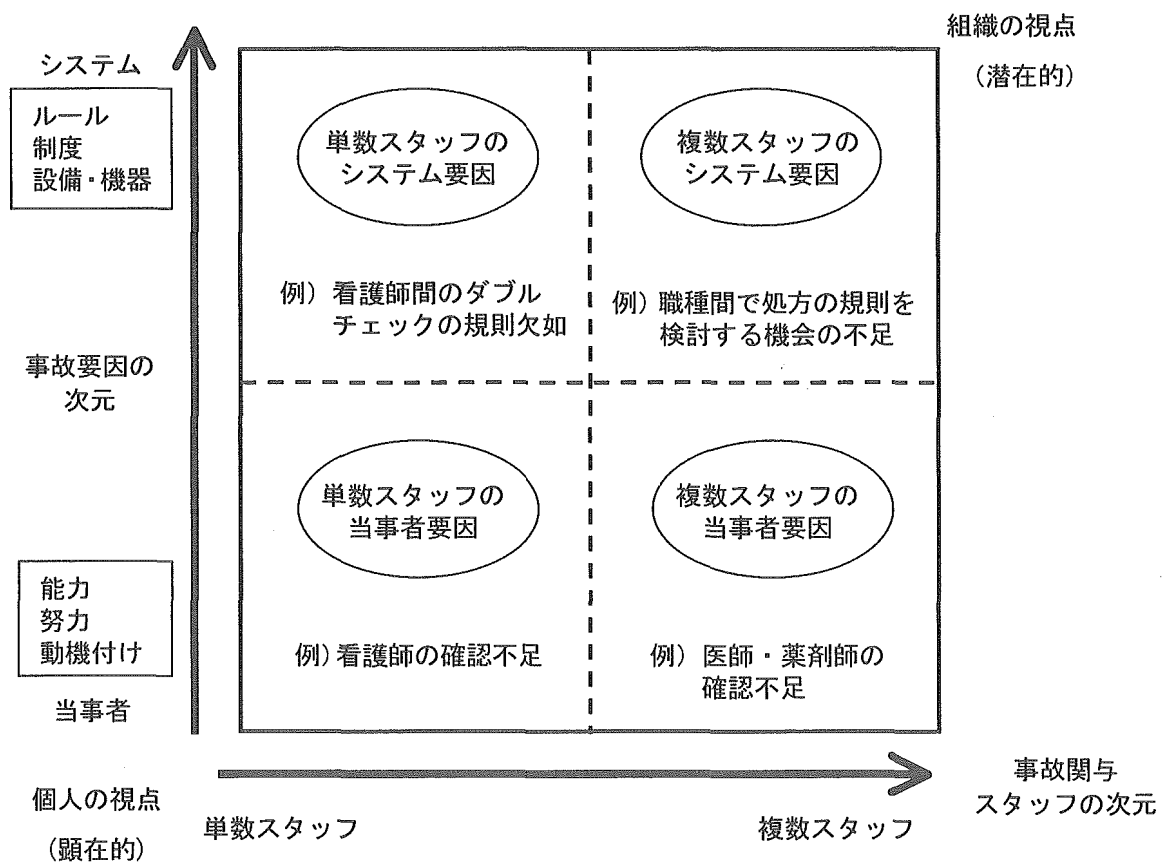 組織の視点
(潜在的)
システム
ルール
制度
設備・機器
単数スタッフの
システム要因
複数スタッフの
システム要因
例)看護師間のダブル
チェックの規則欠如
例)職種間で処方の規則を
検討する機会の不足
事故要因の
次元
単数スタッフの
当事者要因
複数スタッフの
当事者要因
能力
努力
動機付け
当事者
例)看護師の確認不足
例)医師・薬剤師の
確認不足
個人の視点
(顕在的)
単数スタッフ
複数スタッフ
事故関与
スタッフの次元